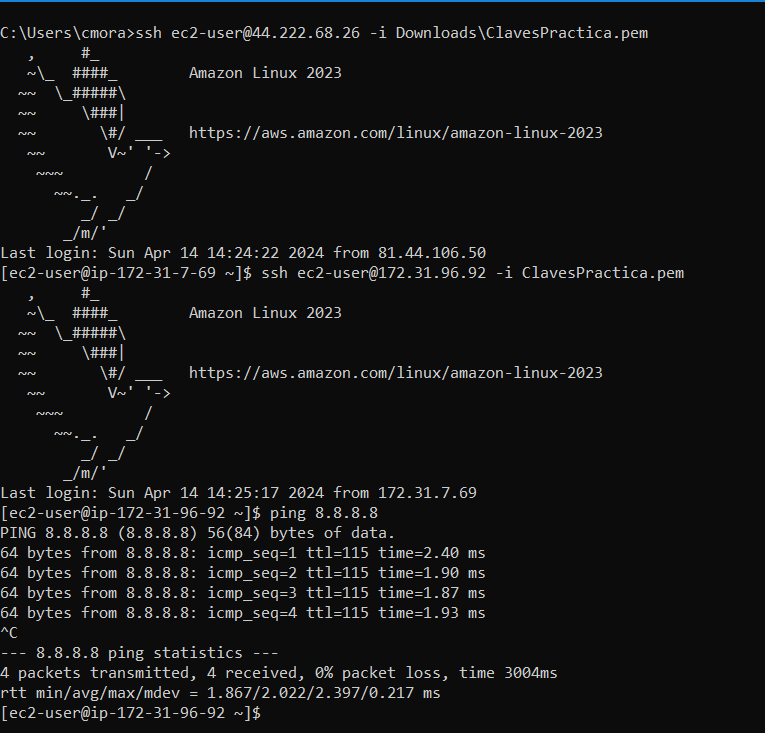 C:\Users\cmora>ssh ec2-user@44.222.68.26 -i Downloads\ClavesPractica.pem
   ,     #_
   ~\_  ####_        Amazon Linux 2023
  ~~  \_#####\
  ~~     \###|
  ~~       \#/ ___   https://aws.amazon.com/linux/amazon-linux-2023
   ~~       V~' '->
    ~~~         /
      ~~._.   _/
         _/ _/
       _/m/'
Last login: Sun Apr 14 14:24:22 2024 from 81.44.106.50
[ec2-user@ip-172-31-7-69 ~]$ ssh ec2-user@172.31.96.92 -i ClavesPractica.pem
   ,     #_
   ~\_  ####_        Amazon Linux 2023
  ~~  \_#####\
  ~~     \###|
  ~~       \#/ ___   https://aws.amazon.com/linux/amazon-linux-2023
   ~~       V~' '->
    ~~~         /
      ~~._.   _/
         _/ _/
       _/m/'
Last login: Sun Apr 14 14:25:17 2024 from 172.31.7.69
[ec2-user@ip-172-31-96-92 ~]$ ping 8.8.8.8
PING 8.8.8.8 (8.8.8.8) 56(84) bytes of data.
64 bytes from 8.8.8.8: icmp_seq=1 ttl=115 time=2.40 ms
64 bytes from 8.8.8.8: icmp_seq=2 ttl=115 time=1.90 ms
64 bytes from 8.8.8.8: icmp_seq=3 ttl=115 time=1.87 ms
64 bytes from 8.8.8.8: icmp_seq=4 ttl=115 time=1.93 ms
^C
--- 8.8.8.8 ping statistics ---
4 packets transmitted, 4 received, 0% packet loss, time 3004ms
rtt min/avg/max/mdev = 1.867/2.022/2.397/0.217 ms
[ec2-user@ip-172-31-96-92 ~]$